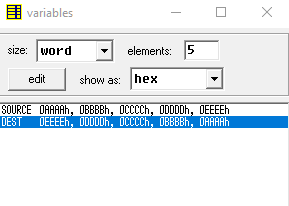 variables
size: word elements: 5
edit show as: hex
SOURCE 0AAAAh, 0BBBBh, 0CCCCh, 0DDDDh, 0EEEEh
DEST 0EEEEh, 0DDDDh, 0CCCCh, 0BBBBh, 0AAAAh